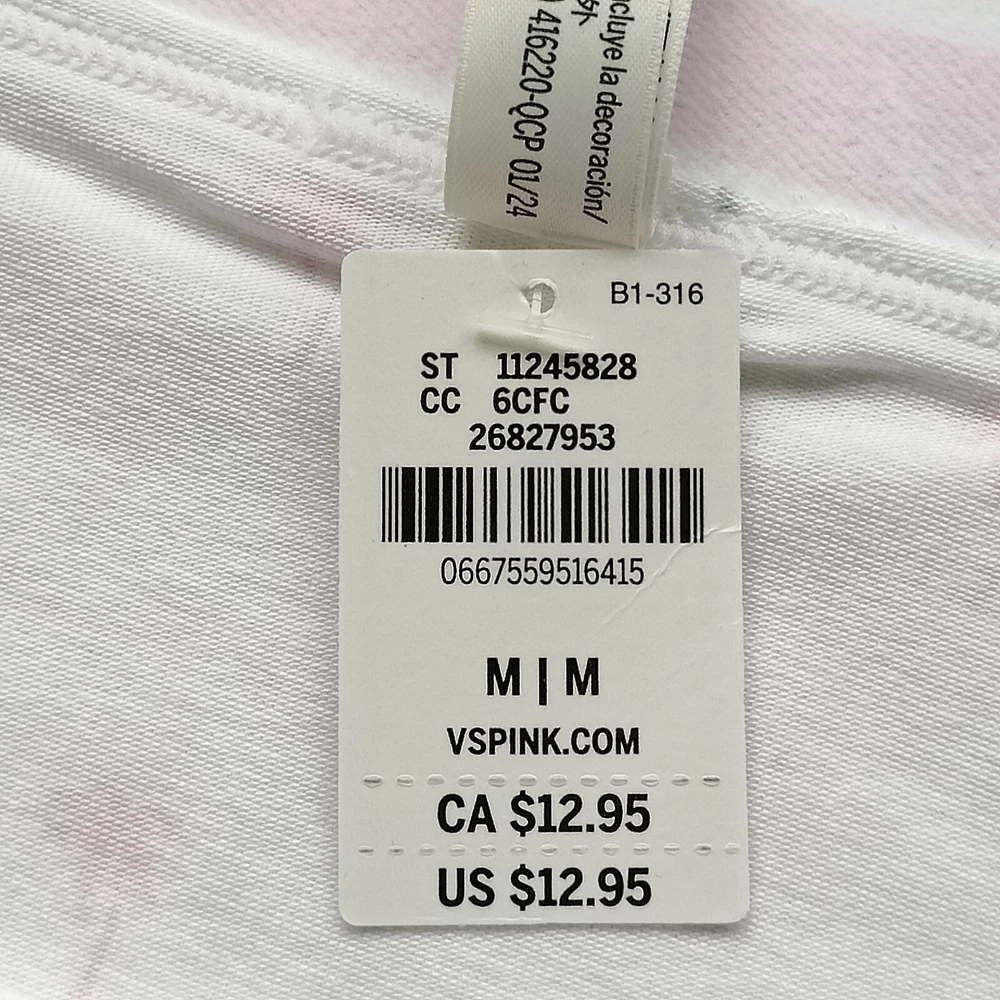 cluye la decoración/
外
416220-QCP 01/24
B1-316
ST 11245828
CC 6CFC
26827953
0667559516415
M | M
VSPINK.COM
CA $12.95
US $12.95